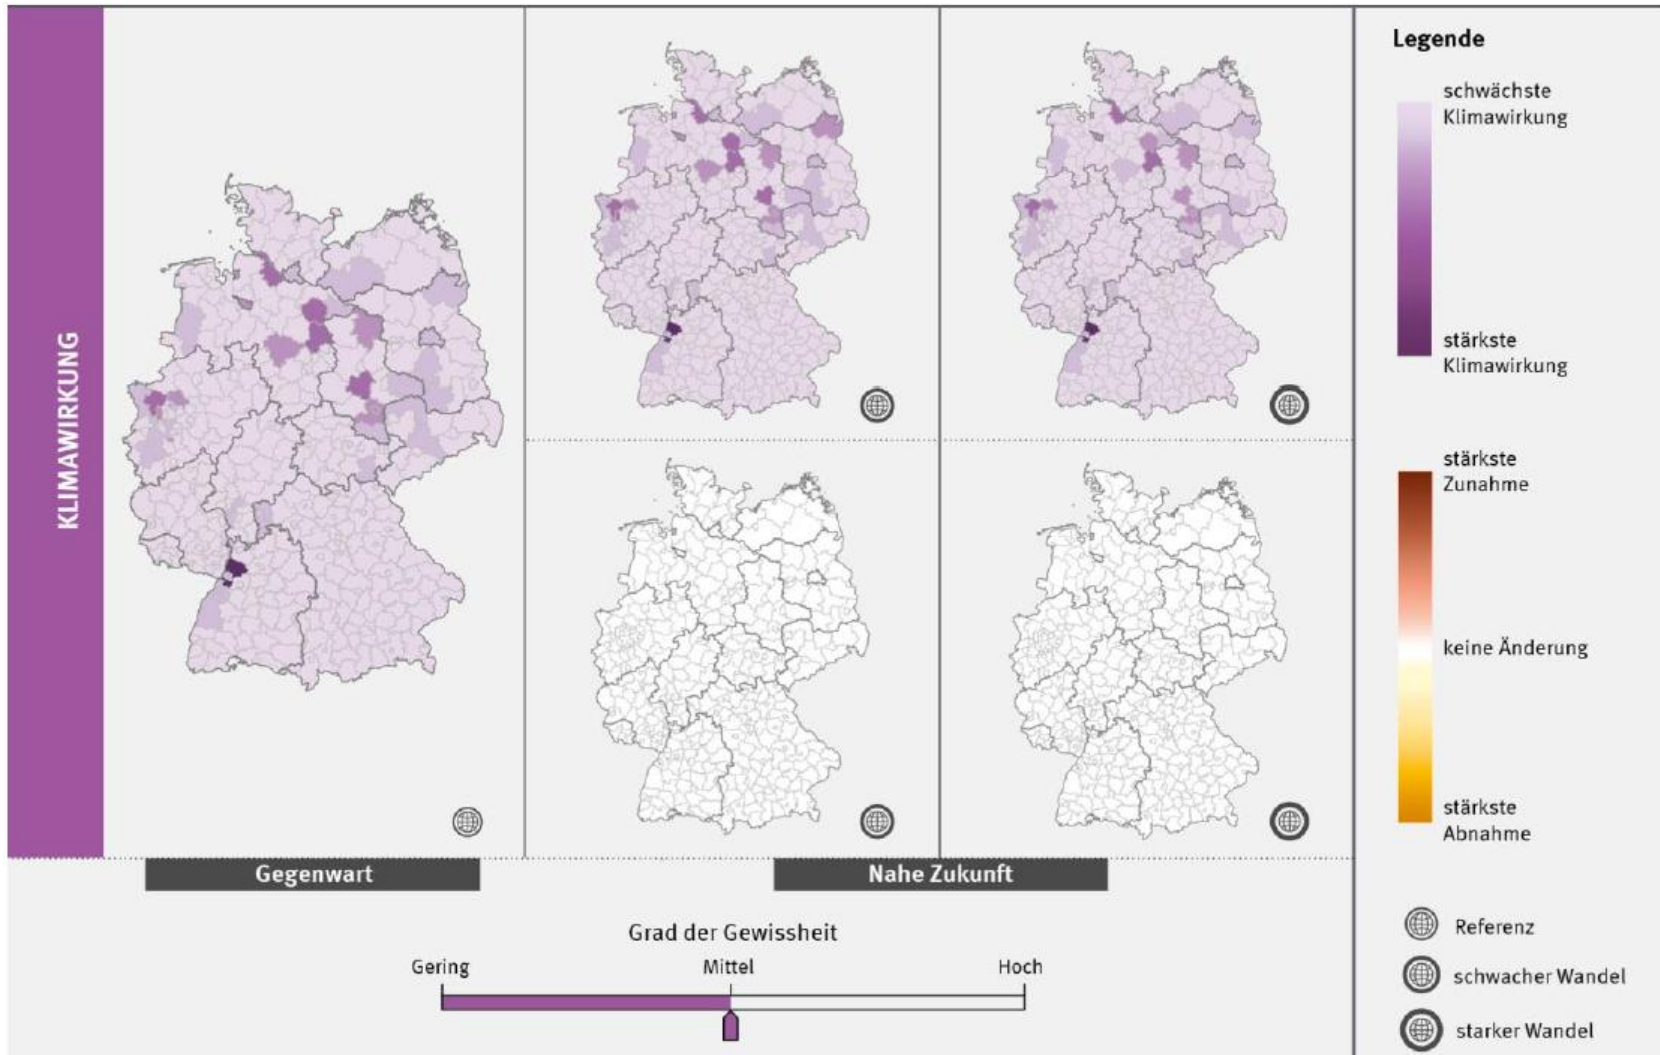 KLIMAWIRKUNG
Gegenwart
Nahe Zukunft
Grad der Gewissheit
Gering
Mittel
Hoch
Legende
schwächste
Klimawirkung
stärkste
Klimawirkung
stärkste
Zunahme
keine Änderung
stärkste
Abnahme
Referenz
schwacher Wandel
starker Wandel